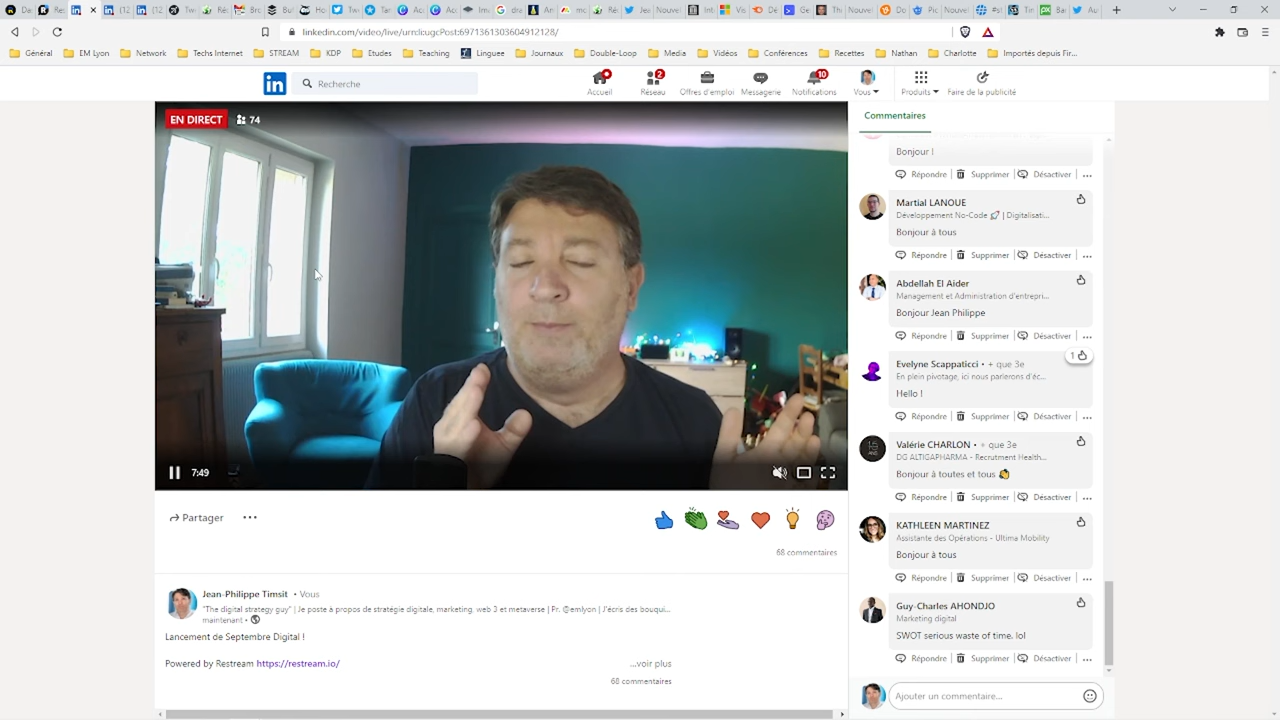 linkedin.com/video/live/urn:li:ugcPost:6971361303604912128/
Général
EM Lyon
Network
Techs Internet
STREAM
KDP
Etudes
Teaching
Linguee
Journaux
Double-Loop
Media
Vidéos
Conférences
Recettes
Nathan
Charlotte
Importés depuis Fir...
in
Recherche
Accueil
2
Réseau
Offres d'emploi
Messagerie
10
Notifications
Vous
Produits
Faire de la publicité
EN DIRECT
74
7:49
Partager
68 commentaires
Jean-Philippe Timsit • Vous
"The digital strategy guy" | Je poste à propos de stratégie digitale, marketing, web 3 et metaverse | Pr. @emlyon | J'écris des bouqui...
maintenant •
Lancement de Septembre Digital !
Powered by Restream https://restream.io/
...voir plus
68 commentaires
Commentaires
Bonjour !
Répondre | Supprimer | Désactiver | ...
Martial LANOUE
Développement No-Code 🚀 | Digitalisati...
Bonjour à tous
Répondre | Supprimer | Désactiver | ...
Abdellah El Aider
Management et Administration d'entrepri...
Bonjour Jean Philippe
Répondre | Supprimer | Désactiver | ...
1
Evelyne Scappaticci • + que 3e
En plein pivotage, ici nous parlerons d'éc...
Hello !
Répondre | Supprimer | Désactiver | ...
Valérie CHARLON • + que 3e
DG ALTIGAPHARMA - Recrutment Health...
Bonjour à toutes et tous 👏
Répondre | Supprimer | Désactiver | ...
KATHLEEN MARTINEZ
Assistante des Opérations - Ultima Mobility
Bonjour à tous
Répondre | Supprimer | Désactiver | ...
Guy-Charles AHONDJO
Marketing digital
SWOT serious waste of time. lol
Répondre | Supprimer | Désactiver | ...
Ajouter un commentaire...